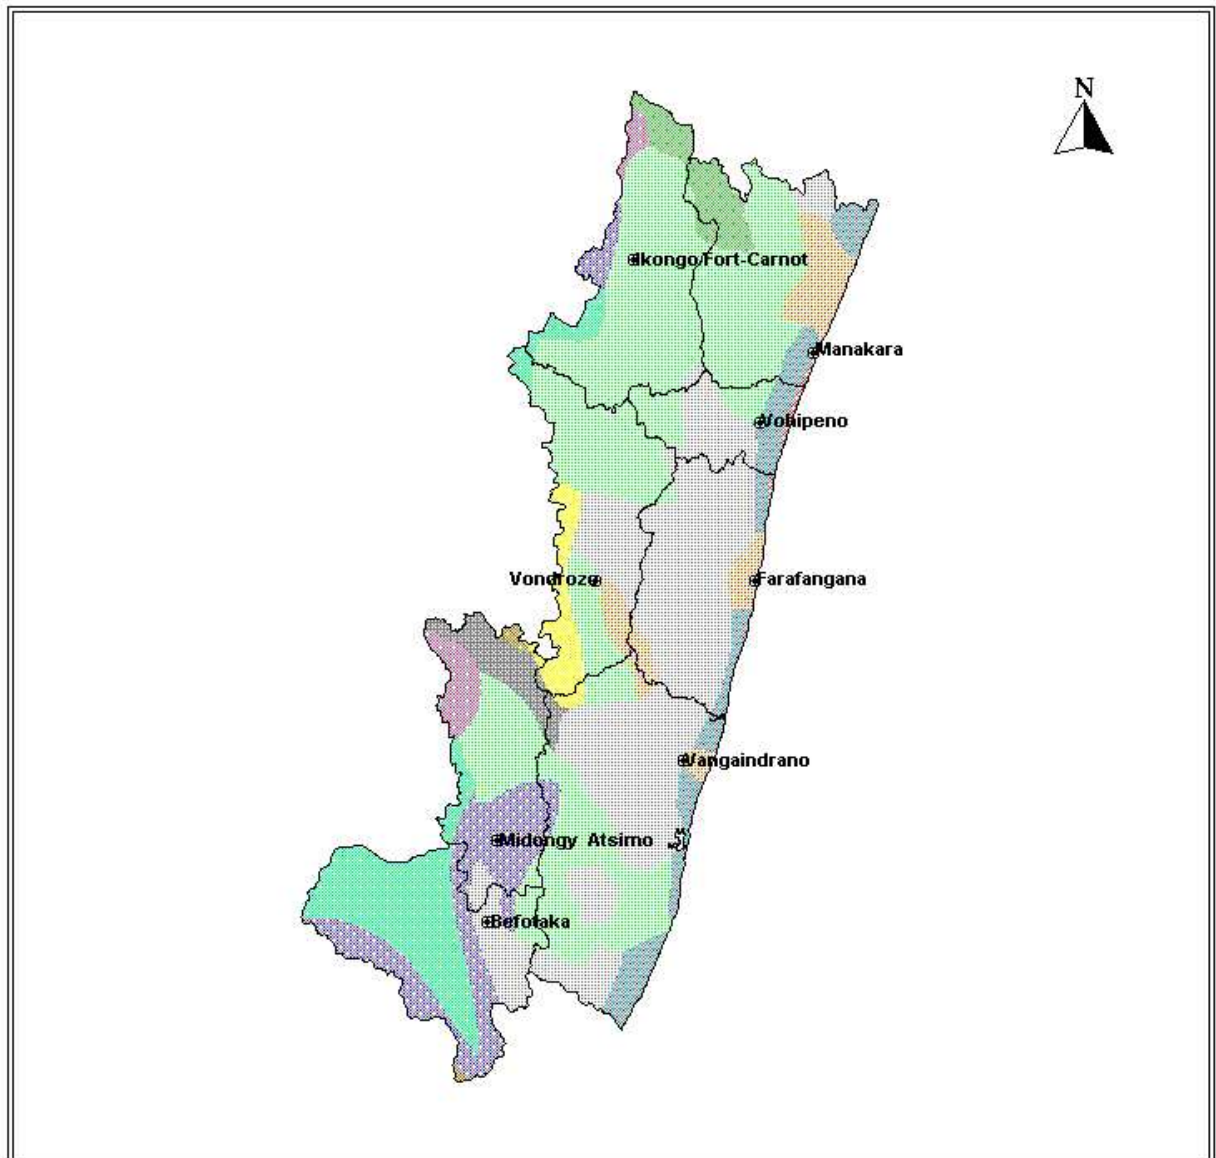 N
Ikongo/Fort-Carnot
Manakara
Vohipeno
Vondrozo
Farafangana
Vangaindrano
Midongy Atsimo
Befotaka